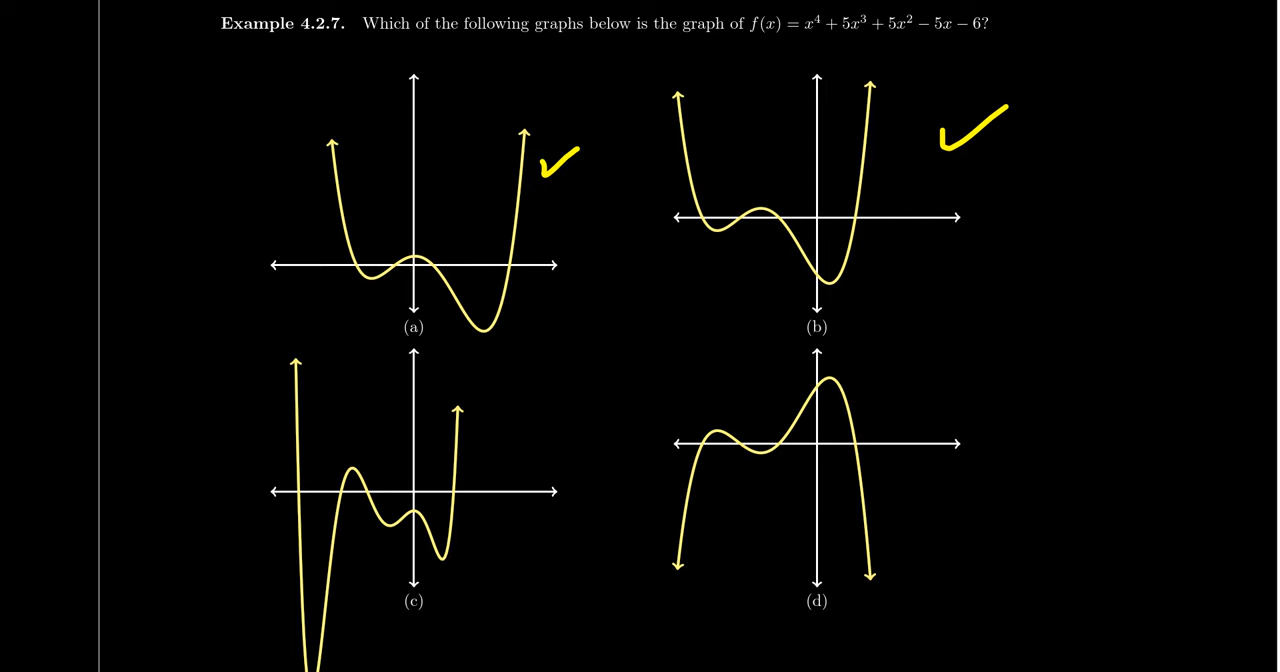 Example 4.2.7. Which of the following graphs below is the graph of f(x) = x⁴ + 5x³ + 5x² − 5x − 6?
(a) (b)
(c) (d)